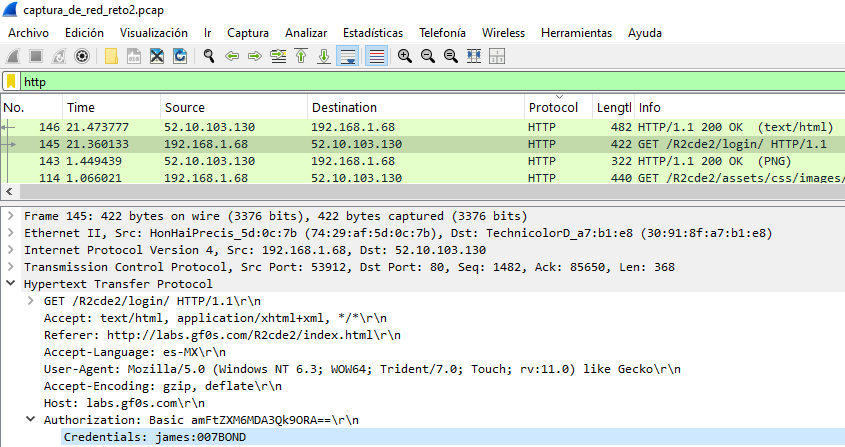 captura_de_red_reto2.pcap
Archivo Edición Visualización Ir Captura Analizar Estadísticas Telefonía Wireless Herramientas Ayuda
http
No. Time Source Destination Protocol Lengtl Info
146 21.473777 52.10.103.130 192.168.1.68 HTTP 482 HTTP/1.1 200 OK (text/html)
145 21.360133 192.168.1.68 52.10.103.130 HTTP 422 GET /R2cde2/login/ HTTP/1.1
143 1.449439 52.10.103.130 192.168.1.68 HTTP 322 HTTP/1.1 200 OK (PNG)
114 1.066021 192.168.1.68 52.10.103.130 HTTP 440 GET /R2cde2/assets/css/images/
Frame 145: 422 bytes on wire (3376 bits), 422 bytes captured (3376 bits)
Ethernet II, Src: HonHaiPrecis_5d:0c:7b (74:29:af:5d:0c:7b), Dst: TechnicolorD_a7:b1:e8 (30:91:8f:a7:b1:e8)
Internet Protocol Version 4, Src: 192.168.1.68, Dst: 52.10.103.130
Transmission Control Protocol, Src Port: 53912, Dst Port: 80, Seq: 1482, Ack: 85650, Len: 368
Hypertext Transfer Protocol
GET /R2cde2/login/ HTTP/1.1\r\n
Accept: text/html, application/xhtml+xml, */*\r\n
Referer: http://labs.gf0s.com/R2cde2/index.html\r\n
Accept-Language: es-MX\r\n
User-Agent: Mozilla/5.0 (Windows NT 6.3; WOW64; Trident/7.0; Touch; rv:11.0) like Gecko\r\n
Accept-Encoding: gzip, deflate\r\n
Host: labs.gf0s.com\r\n
Authorization: Basic amFtZXM6MDA3Qk9ORA==\r\n
Credentials: james:007BOND